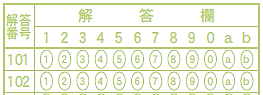 解答番号 解答欄
1 2 3 4 5 6 7 8 9 0 a b
101 ① ② ③ ④ ⑤ ⑥ ⑦ ⑧ ⑨ ⓪ ⓐ ⓑ
102 ① ② ③ ④ ⑤ ⑥ ⑦ ⑧ ⑨ ⓪ ⓐ ⓑ